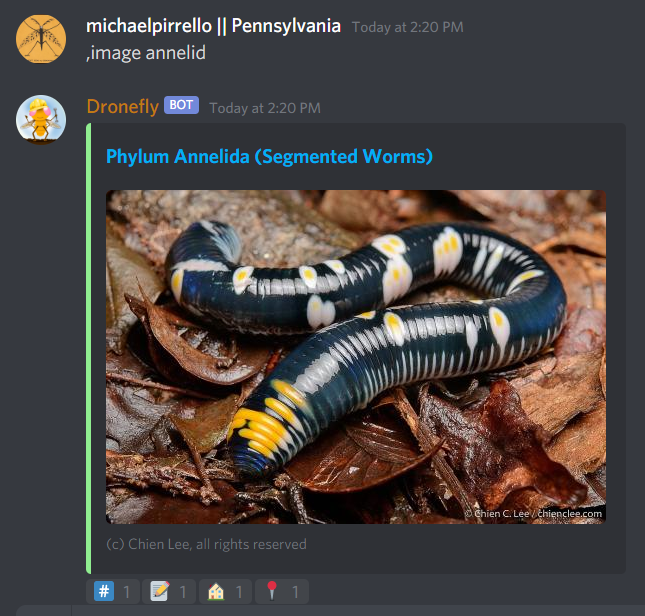 michaelpirrello || Pennsylvania Today at 2:20 PM
,image annelid
Dronefly BOT Today at 2:20 PM
Phylum Annelida (Segmented Worms)
© Chien C. Lee / chienclee.com
(c) Chien Lee, all rights reserved
# 1 1 1 1